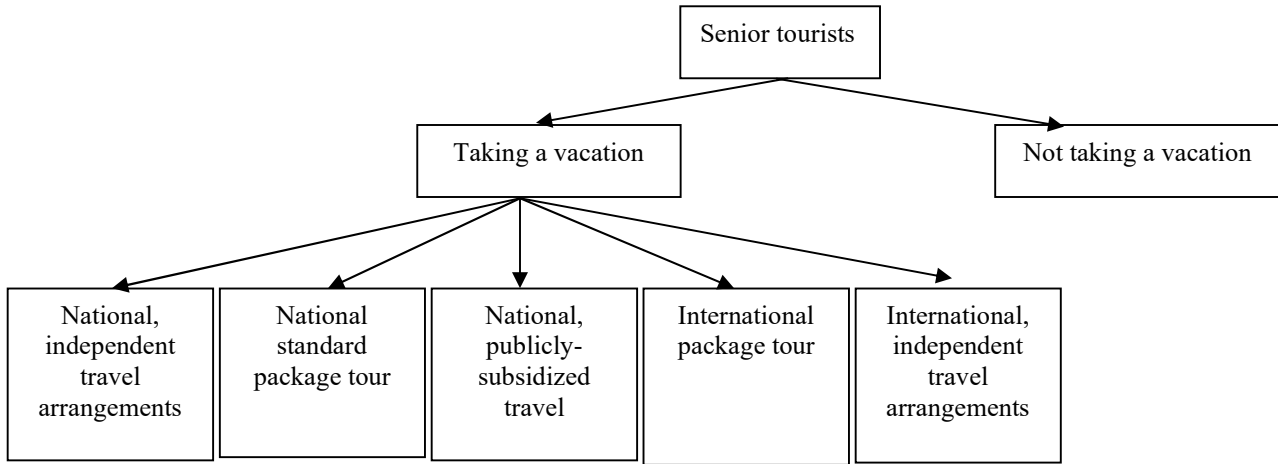 Senior tourists
Taking a vacation
Not taking a vacation
National,
independent
travel
arrangements
National
standard
package tour
National,
publicly-
subsidized
travel
International
package tour
International,
independent
travel
arrangements